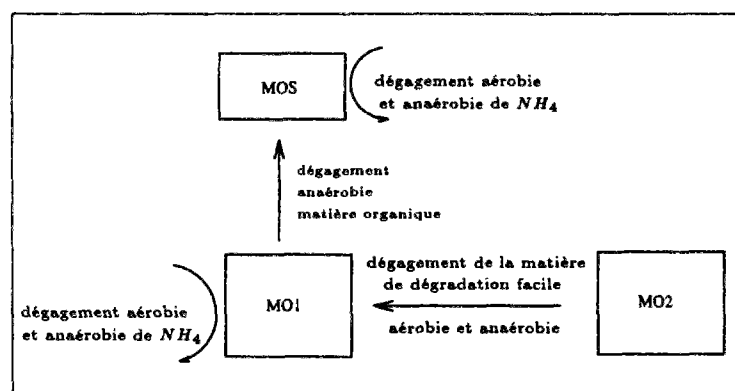 MOS
dégagement aérobie
et anaérobie de NH₄
dégagement
anaérobie
matière organique
dégagement aérobie
et anaérobie de NH₄
MO1
dégagement de la matière
de dégradation facile
aérobie et anaérobie
MO2